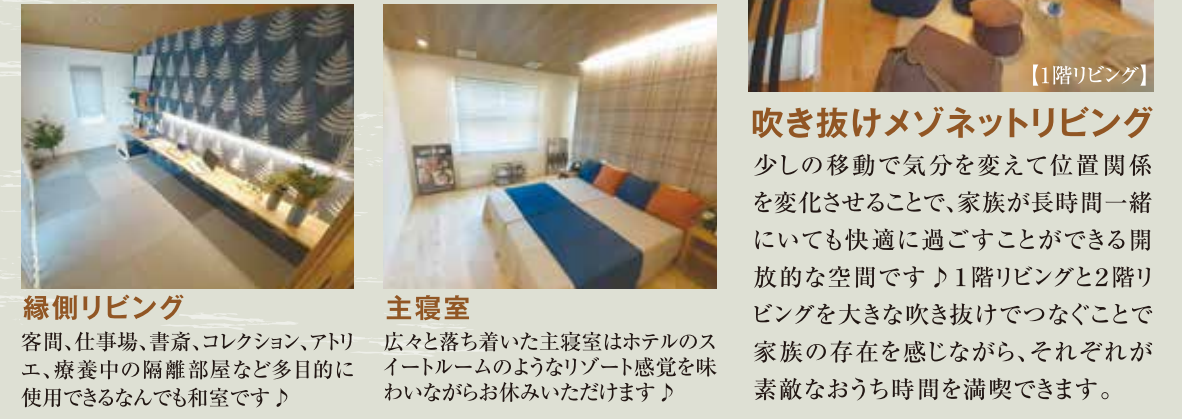 縁側リビング
客間、仕事場、書斎、コレクション、アトリ
エ、療養中の隔離部屋など多目的に
使用できるなんでも和室です♪
主寝室
広々と落ち着いた主寝室はホテルのス
イートルームのようなリゾート感覚を味
わいながらお休みいただけます♪
【1階リビング】
吹き抜けメゾネットリビング
少しの移動で気分を変えて位置関係
を変化させることで、家族が長時間一緒
にいても快適に過ごすことができる開
放的な空間です♪1階リビングと2階リ
ビングを大きな吹き抜けでつなぐことで
家族の存在を感じながら、それぞれが
素敵なおうち時間を満喫できます。